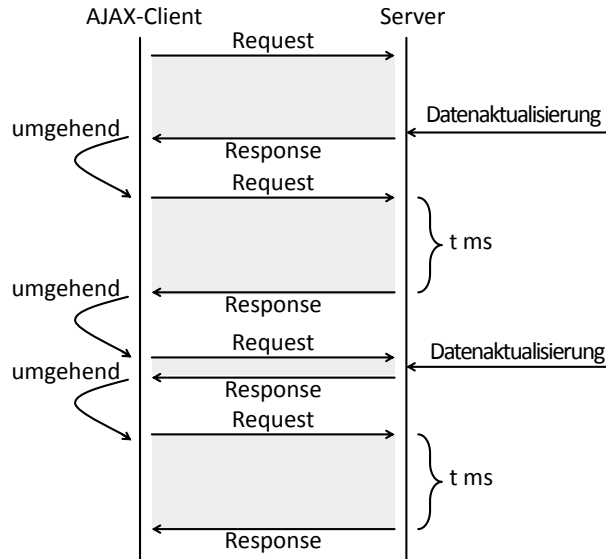 AJAX-Client
Server
Request
Datenaktualisierung
umgehend
Response
Request
t ms
umgehend
Response
Request
Datenaktualisierung
umgehend
Response
Request
t ms
Response